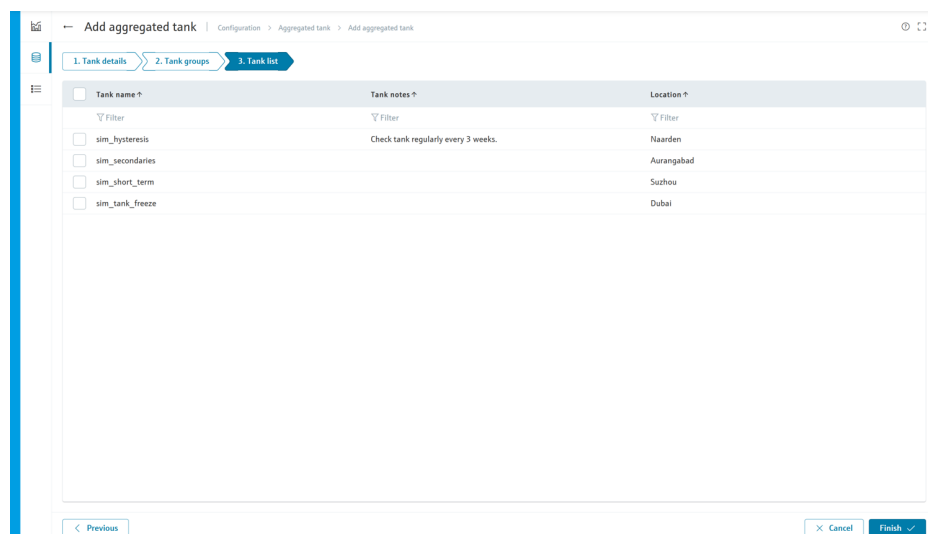 ← Add aggregated tank | Configuration > Aggregated tank > Add aggregated tank
1. Tank details 2. Tank groups 3. Tank list
Tank name ↑ Tank notes ↑ Location ↑
Filter Filter Filter
sim_hysteresis Check tank regularly every 3 weeks. Naarden
sim_secondaries Aurangabad
sim_short_term Suzhou
sim_tank_freeze Dubai
< Previous × Cancel Finish ✓